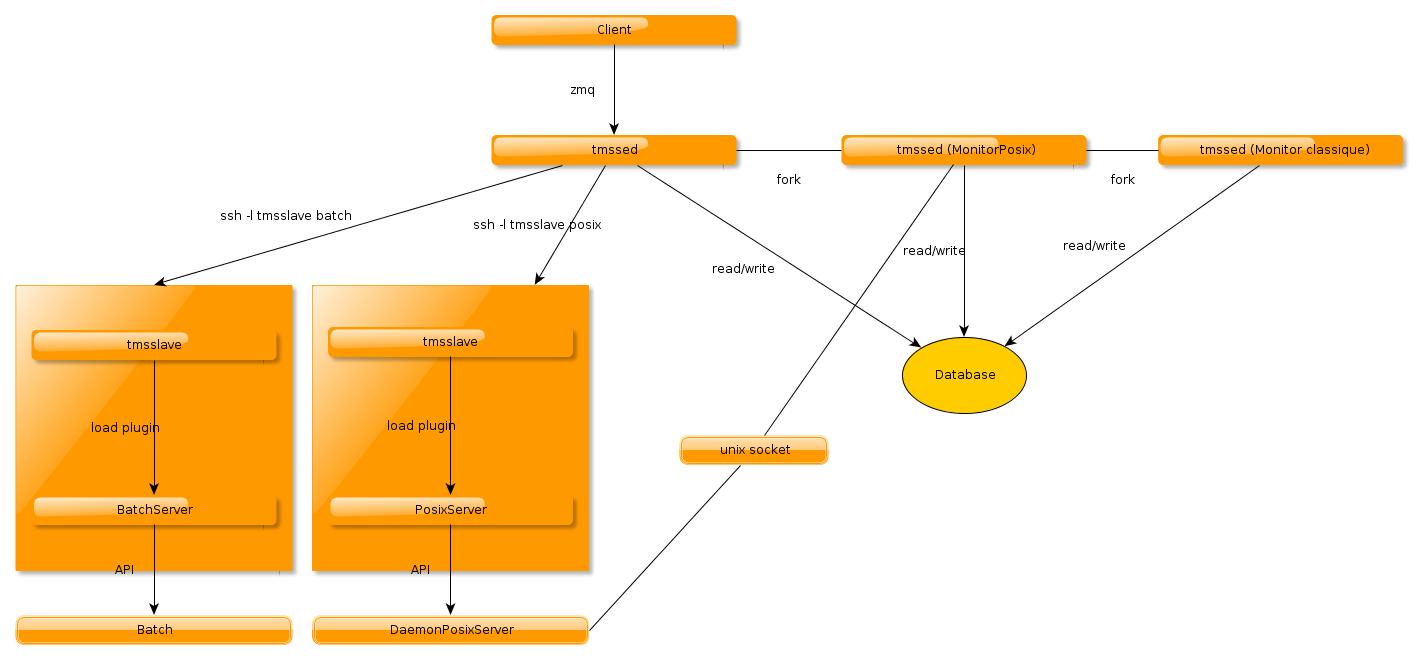 Client
zmq
tmssed
tmssed (MonitorPosix)
tmssed (Monitor classique)
fork
fork
ssh -l tmsslave batch
ssh -l tmsslave posix
read/write
read/write
read/write
tmsslave
tmsslave
Database
load plugin
load plugin
unix socket
BatchServer
PosixServer
API
API
Batch
DaemonPosixServer